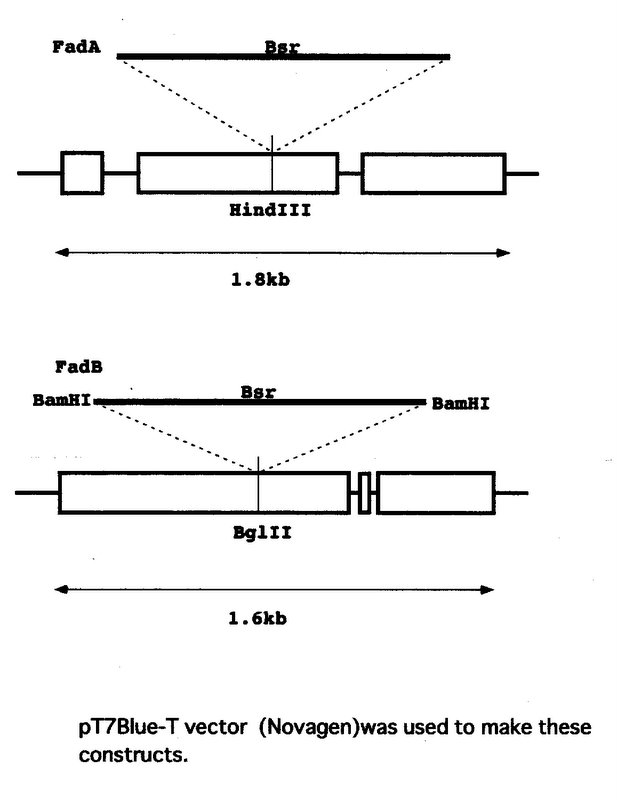 FadA
Bsr
HindIII
1.8kb
FadB
BamHI
Bsr
BamHI
BglII
1.6kb
pT7Blue-T vector (Novagen)was used to make these
constructs.